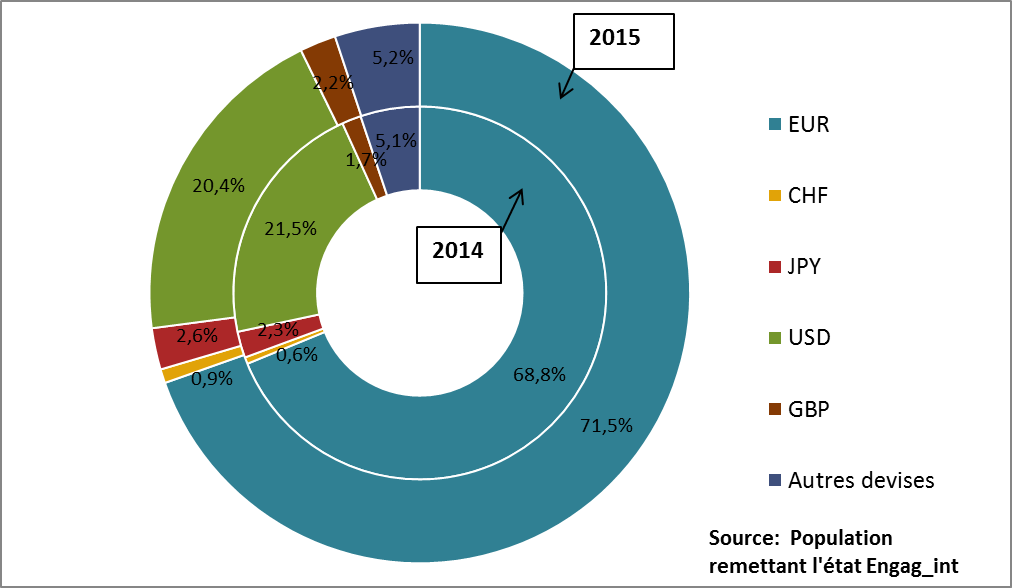 2015
5,2%
2,2%
5,1%
1,7%
EUR
20,4%
CHF
21,5%
2014
JPY
2,3%
2,6%
0,6%
USD
0,9%
68,8%
71,5%
GBP
Autres devises
Source:  Population
remettant l'état Engag_int